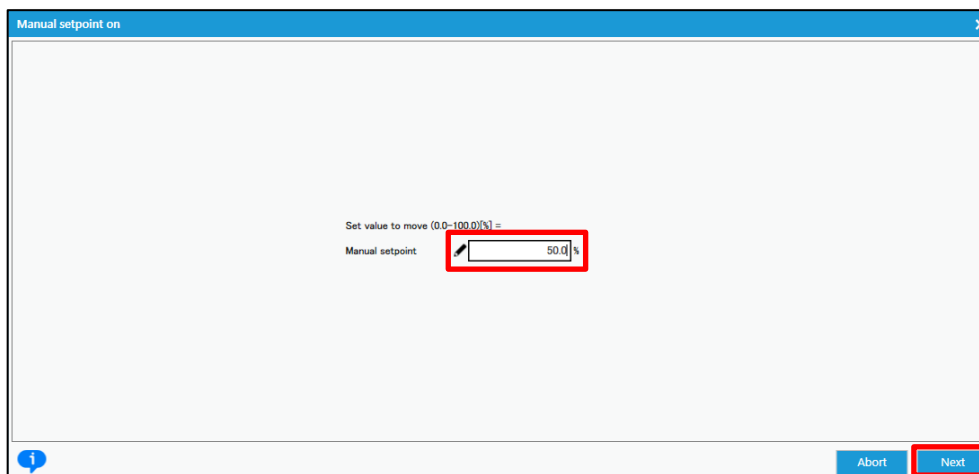 Manual setpoint on
Set value to move (0.0-100.0)[%] =
Manual setpoint 50.0 %
Abort Next